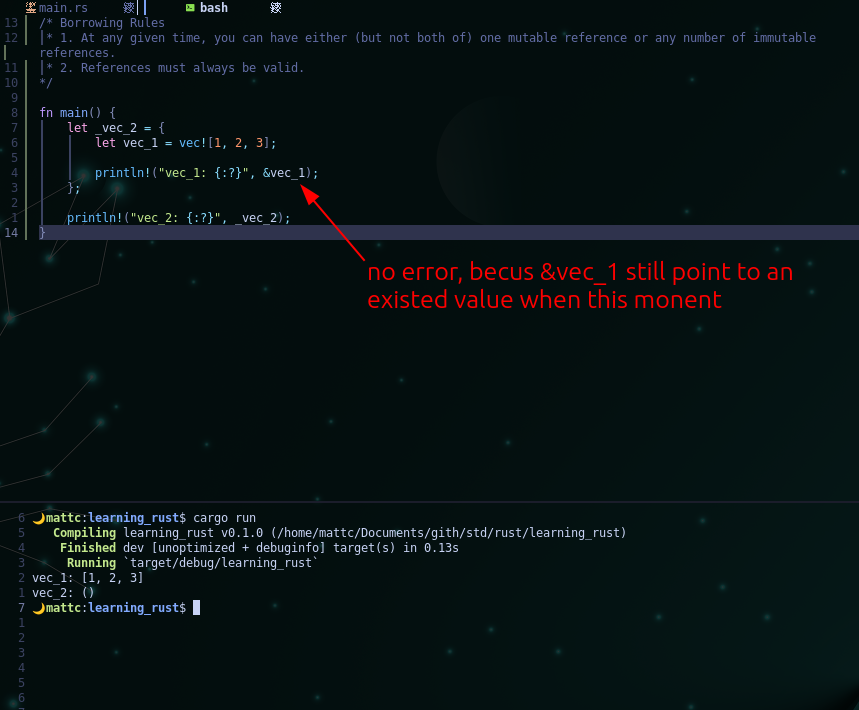 main.rs bash
13 /* Borrowing Rules
12 * 1. At any given time, you can have either (but not both of) one mutable reference or any number of immutable
references.
11 * 2. References must always be valid.
10 */
9
8 fn main() {
7 let _vec_2 = {
6 let vec_1 = vec![1, 2, 3];
5
4 println!("vec_1: {:?}", &vec_1);
3 };
2
1 println!("vec_2: {:?}", _vec_2);
14 }
no error, becus &vec_1 still point to an
existed value when this monent
6 mattc:learning_rust$ cargo run
5 Compiling learning_rust v0.1.0 (/home/mattc/Documents/gith/std/rust/learning_rust)
4 Finished dev [unoptimized + debuginfo] target(s) in 0.13s
3 Running `target/debug/learning_rust`
2 vec_1: [1, 2, 3]
1 vec_2: ()
7 mattc:learning_rust$
1
2
3
4
5
6